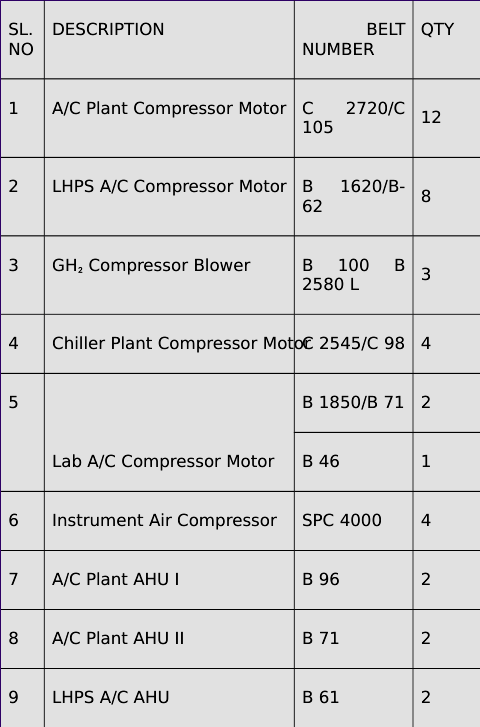 SL. NO DESCRIPTION BELT NUMBER QTY
1 A/C Plant Compressor Motor C 2720/C 105 12
2 LHPS A/C Compressor Motor B 1620/B-62 8
3 GH₂ Compressor Blower B 100 B 2580 L 3
4 Chiller Plant Compressor Motor C 2545/C 98 4
5 B 1850/B 71 2
Lab A/C Compressor Motor B 46 1
6 Instrument Air Compressor SPC 4000 4
7 A/C Plant AHU I B 96 2
8 A/C Plant AHU II B 71 2
9 LHPS A/C AHU B 61 2